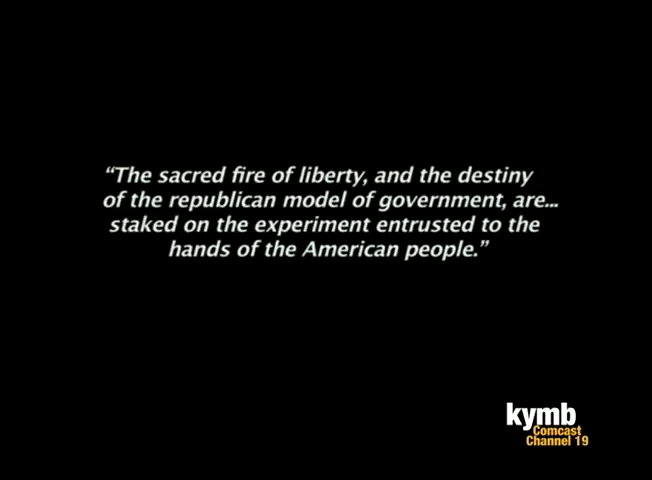 “The sacred fire of liberty, and the destiny
of the republican model of government, are...
staked on the experiment entrusted to the
hands of the American people.”
kymb
Comcast
Channel 19